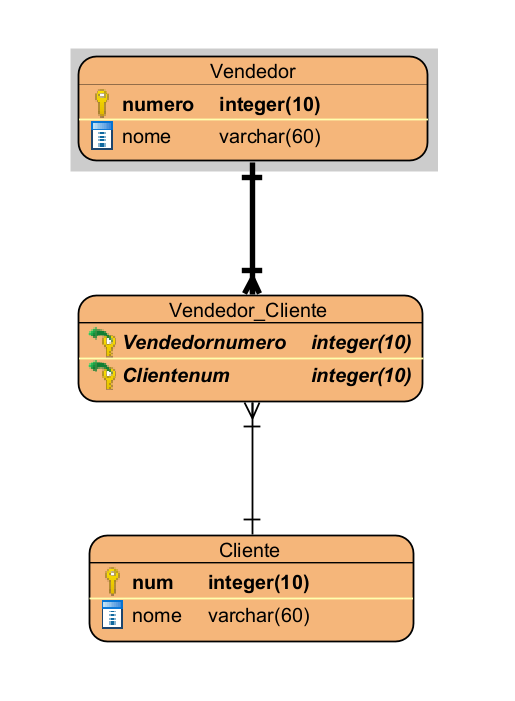 Vendedor
numero integer(10)
nome varchar(60)
Vendedor_Cliente
Vendedornumero integer(10)
Clientenum integer(10)
Cliente
num integer(10)
nome varchar(60)